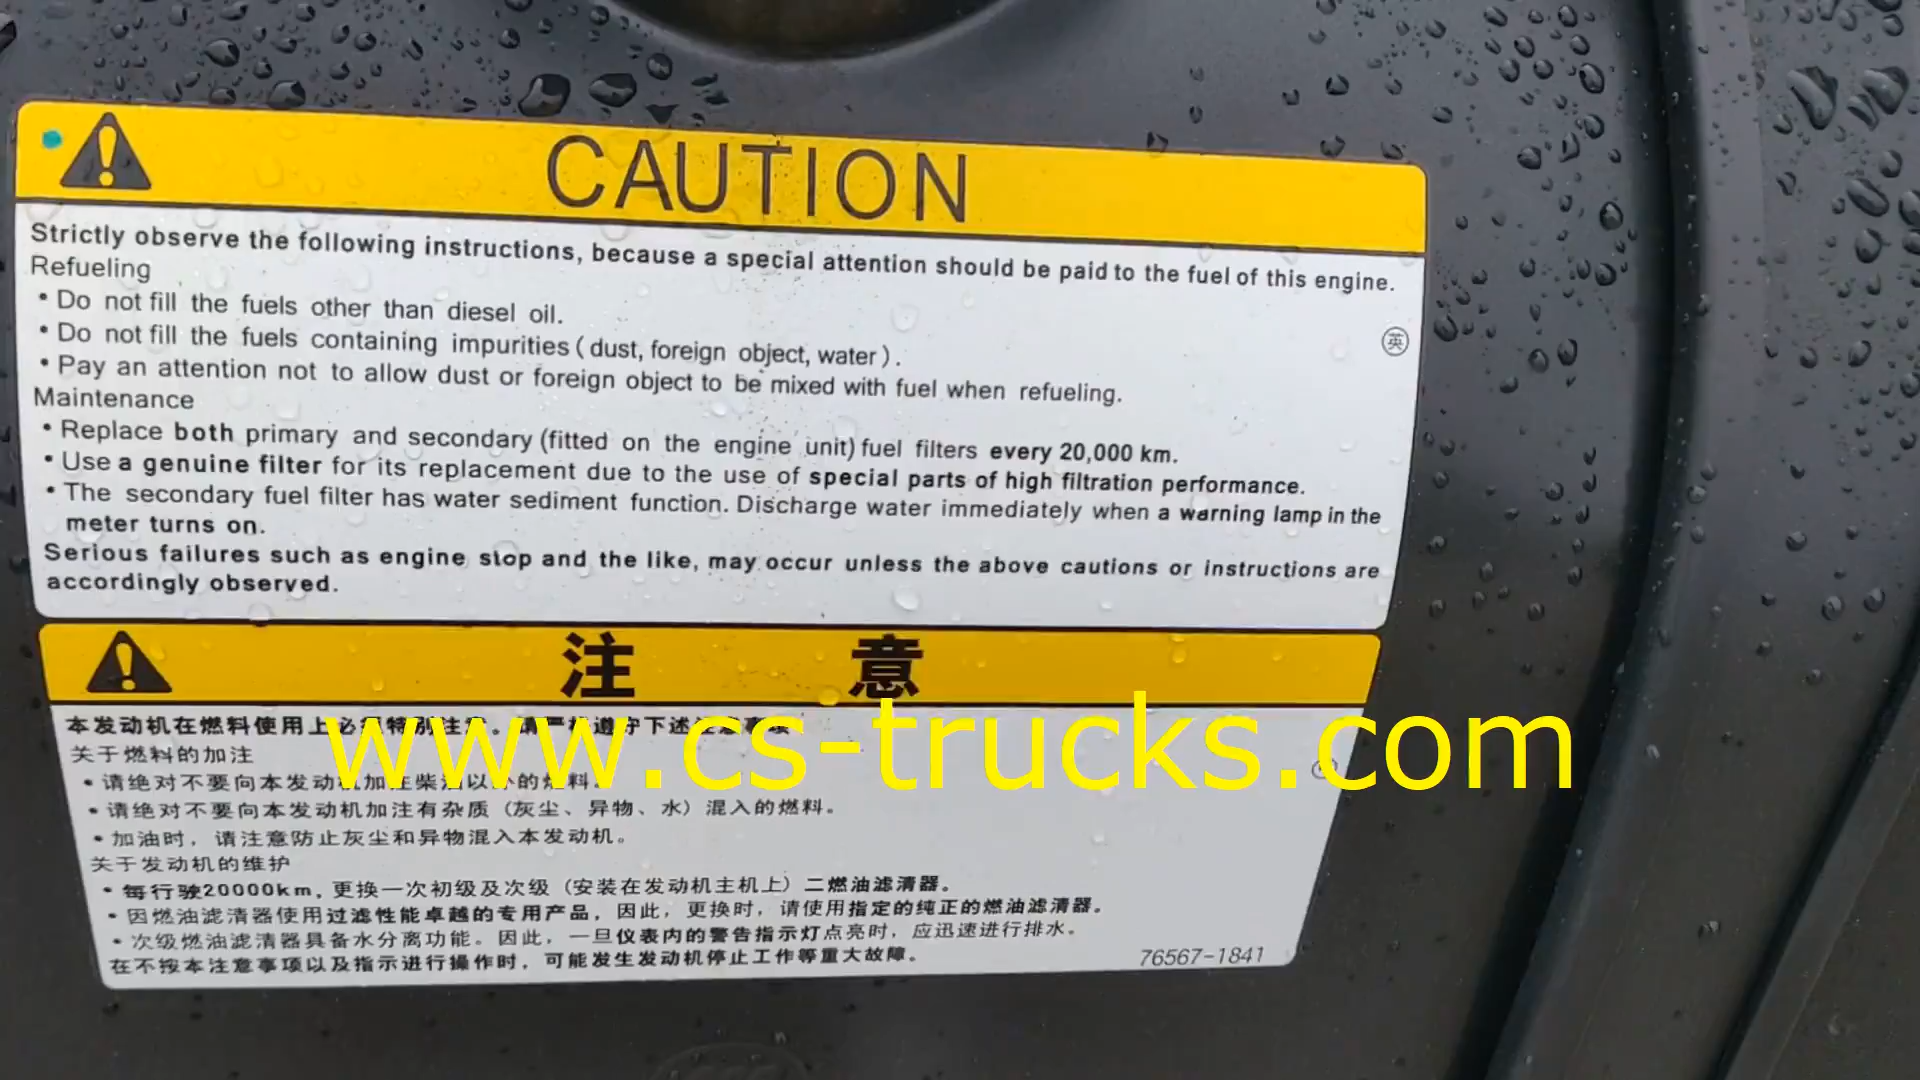 CAUTION
Strictly observe the following instructions, because a special attention should be paid to the fuel of this engine.
Refueling
• Do not fill the fuels other than diesel oil.
• Do not fill the fuels containing impurities ( dust, foreign object, water ).
英
• Pay an attention not to allow dust or foreign object to be mixed with fuel when refueling.
Maintenance
• Replace both primary and secondary (fitted on the engine unit) fuel filters every 20,000 km.
• Use a genuine filter for its replacement due to the use of special parts of high filtration performance.
• The secondary fuel filter has water sediment function. Discharge water immediately when a warning lamp in the
meter turns on.
Serious failures such as engine stop and the like, may occur unless the above cautions or instructions are
accordingly observed.
注 意
本发动机在燃料使用上必须特别注意。请严格遵守下述注意事项
www.cs-trucks.com
关于燃料的加注
• 请绝对不要向本发动机加注柴油以外的燃料。
• 请绝对不要向本发动机加注有杂质（灰尘、异物、水）混入的燃料。
• 加油时，请注意防止灰尘和异物混入本发动机。
关于发动机的维护
• 每行驶20000km，更换一次初级及次级（安装在发动机主机上）二燃油滤清器。
• 因燃油滤清器使用过滤性能卓越的专用产品，因此，更换时，请使用指定的纯正的燃油滤清器。
• 次级燃油滤清器具备水分离功能。因此，一旦仪表内的警告指示灯点亮时，应迅速进行排水。
在不按本注意事项以及指示进行操作时，可能发生发动机停止工作等重大故障。
76567-1841